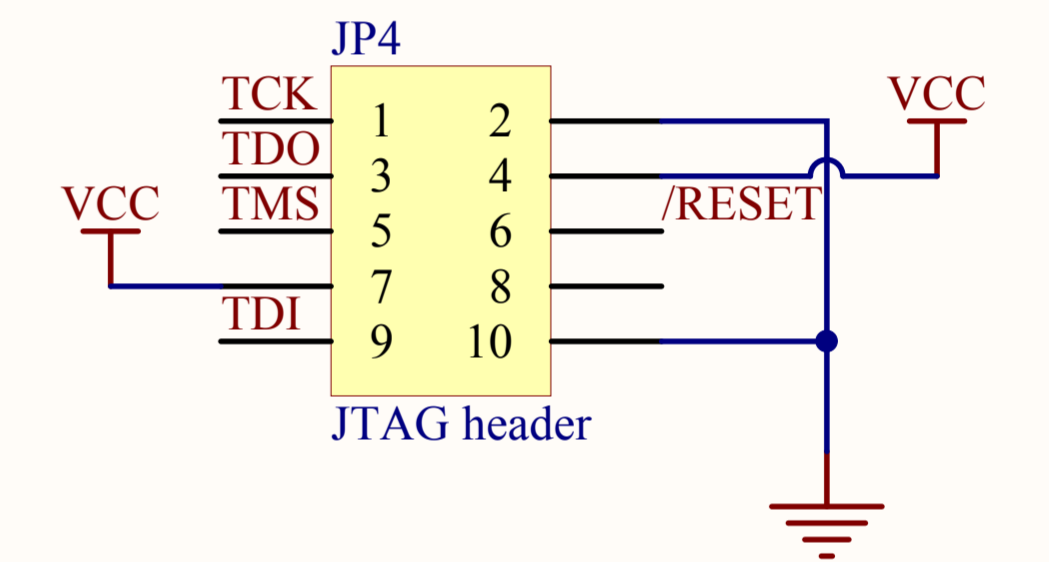 JP4
TCK 1 2 VCC
TDO 3 4
VCC TMS 5 6 /RESET
7 8
TDI 9 10
JTAG header